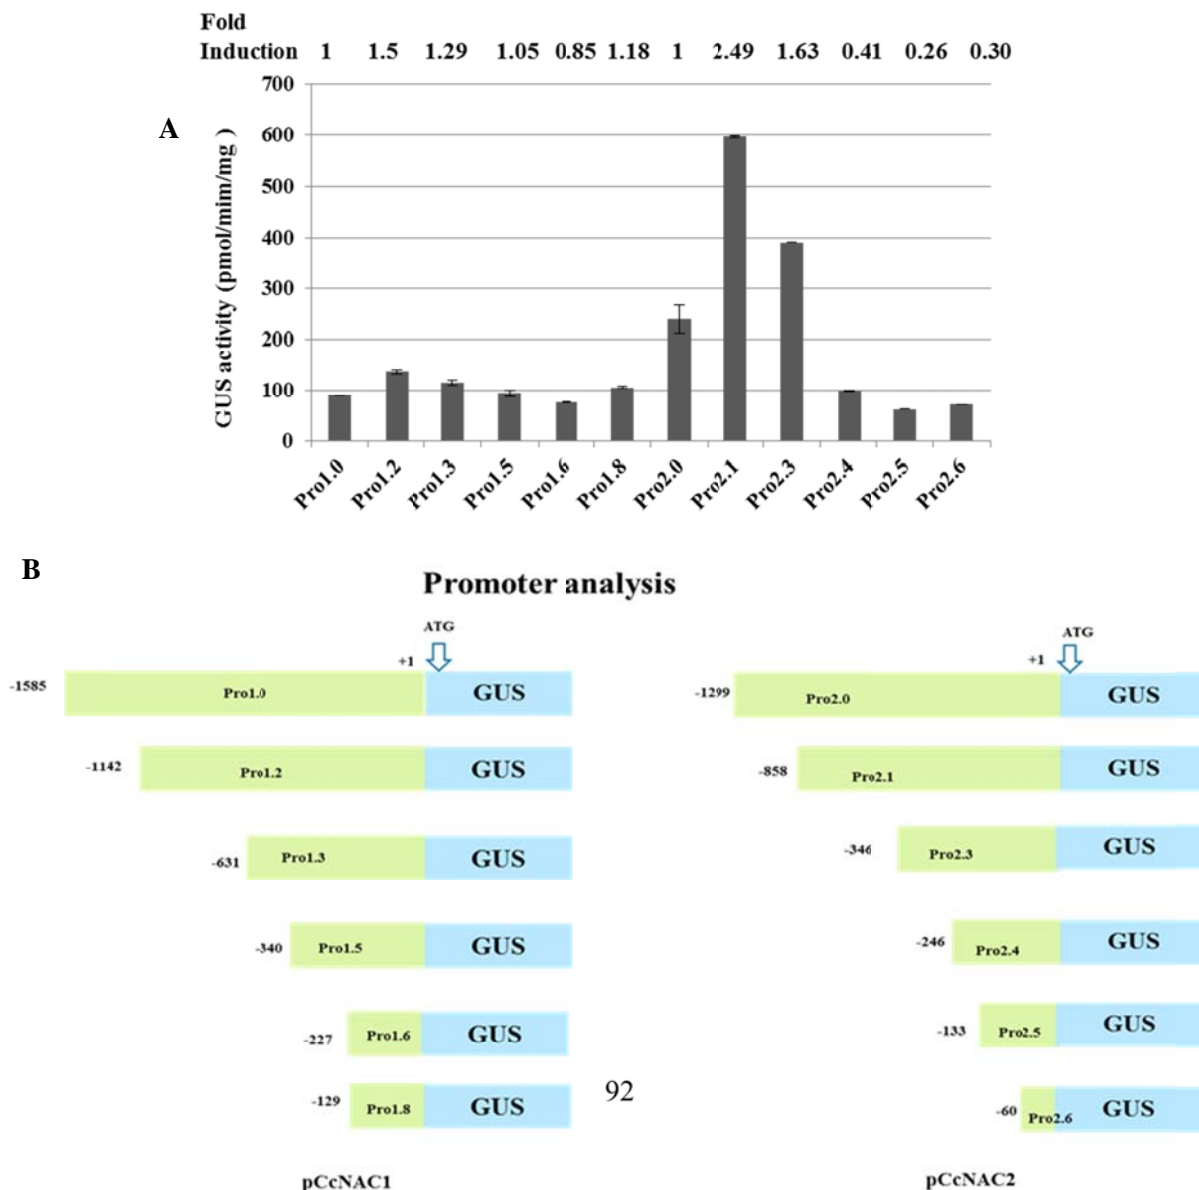 Fold
Induction 1 1.5 1.29 1.05 0.85 1.18 1 2.49 1.63 0.41 0.26 0.30
A
GUS activity (pmol/mim/mg )
700
600
500
400
300
200
100
0
Pro1.0 Pro1.2 Pro1.3 Pro1.5 Pro1.6 Pro1.8 Pro2.0 Pro2.1 Pro2.3 Pro2.4 Pro2.5 Pro2.6
B
Promoter analysis
ATG
+1
-1585 Pro1.0 GUS
-1142 Pro1.2 GUS
-631 Pro1.3 GUS
-340 Pro1.5 GUS
-227 Pro1.6 GUS
-129 Pro1.8 GUS
pCcNAC1
ATG
+1
-1299 Pro2.0 GUS
-858 Pro2.1 GUS
-346 Pro2.3 GUS
-246 Pro2.4 GUS
-133 Pro2.5 GUS
-60 Pro2.6 GUS
pCcNAC2
92